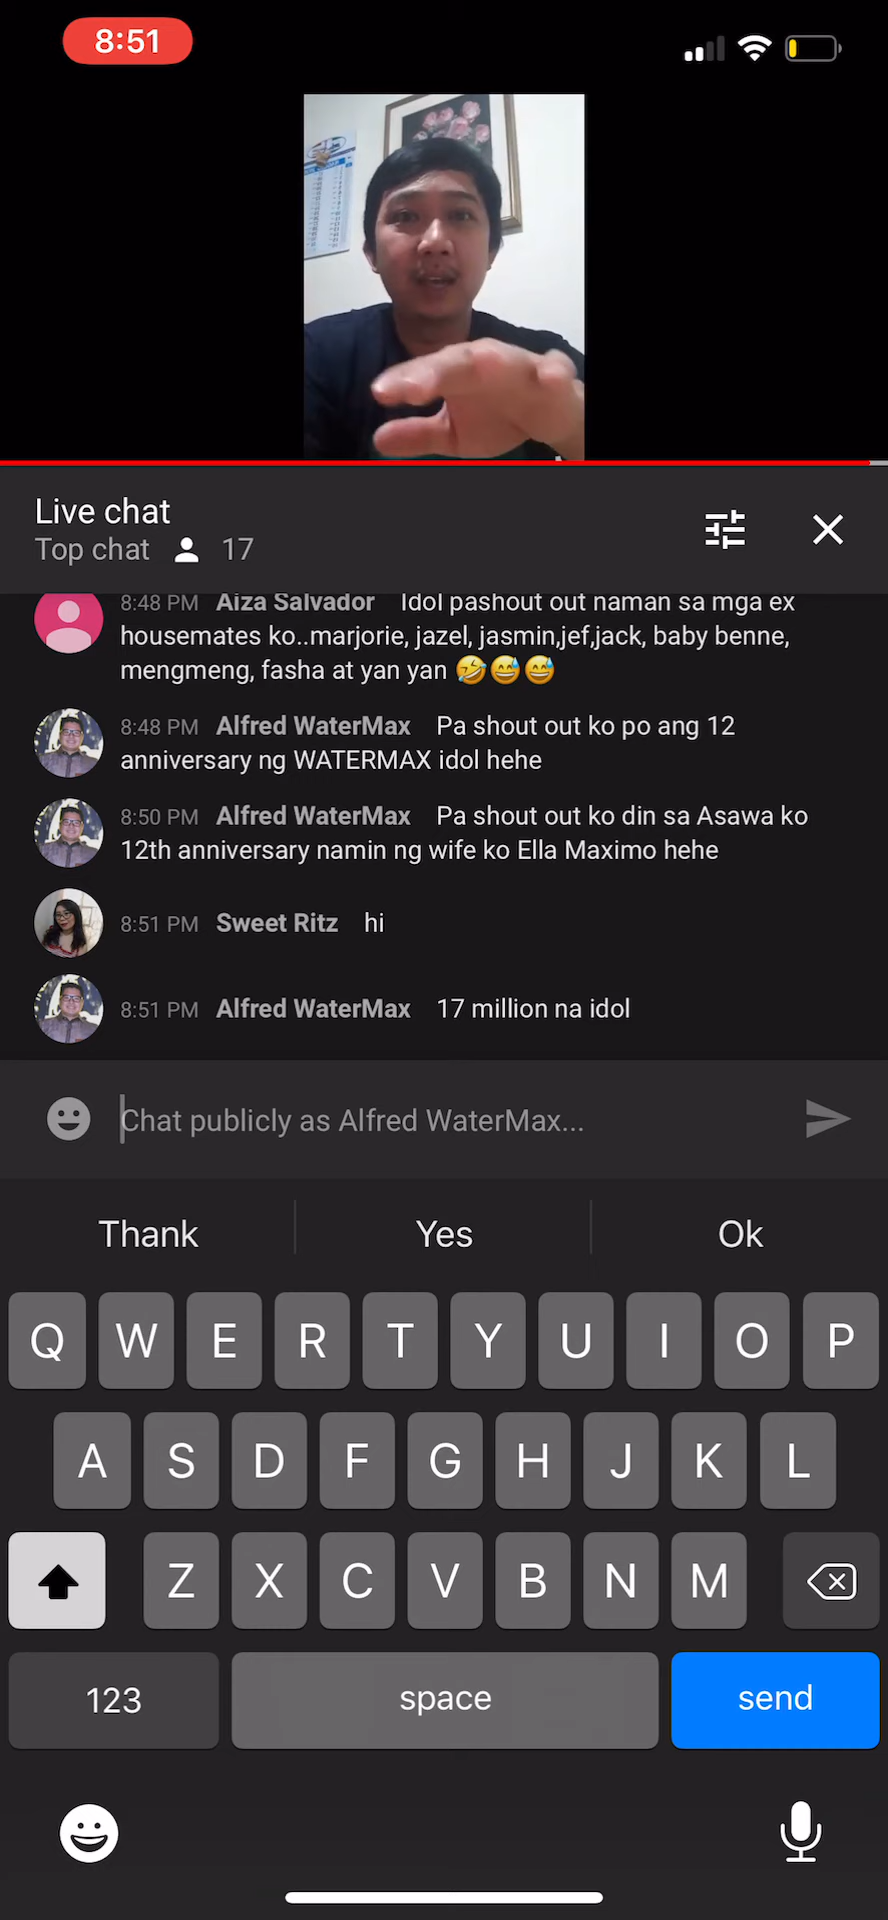 8:51
Live chat
Top chat 17
8:48 PM Aiza Salvador Idol pashout out naman sa mga ex
housemates ko..marjorie, jazel, jasmin,jef,jack, baby benne,
mengmeng, fasha at yan yan 🤣😅😅
8:48 PM Alfred WaterMax Pa shout out ko po ang 12
anniversary ng WATERMAX idol hehe
8:50 PM Alfred WaterMax Pa shout out ko din sa Asawa ko
12th anniversary namin ng wife ko Ella Maximo hehe
8:51 PM Sweet Ritz hi
8:51 PM Alfred WaterMax 17 million na idol
Chat publicly as Alfred WaterMax...
Thank Yes Ok
Q W E R T Y U I O P
A S D F G H J K L
Z X C V B N M
123 space send